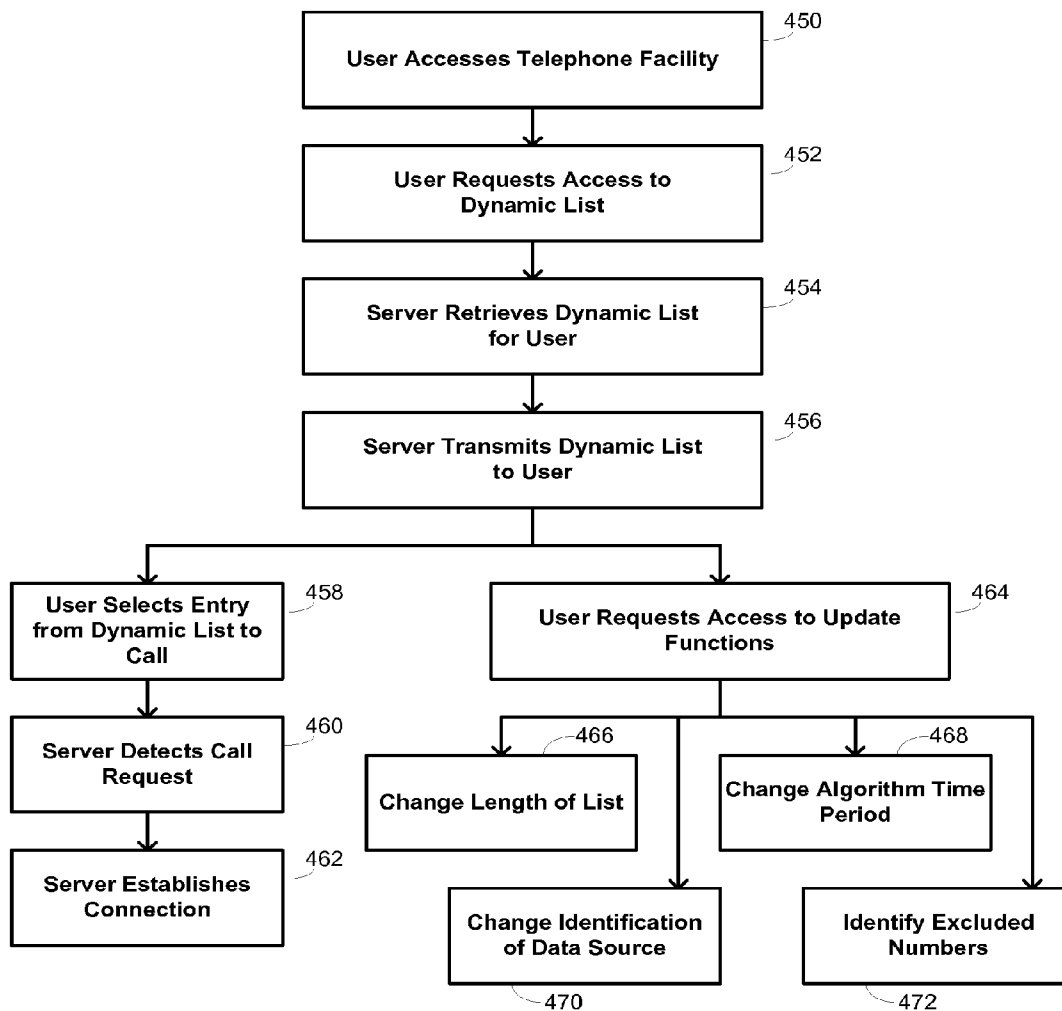 450
User Accesses Telephone Facility
452
User Requests Access to
Dynamic List
454
Server Retrieves Dynamic List
for User
456
Server Transmits Dynamic List
to User
458
User Selects Entry
from Dynamic List to
Call
464
User Requests Access to Update
Functions
460
Server Detects Call
Request
466
Change Length of List
468
Change Algorithm Time
Period
462
Server Establishes
Connection
Change Identification
of Data Source
470
Identify Excluded
Numbers
472